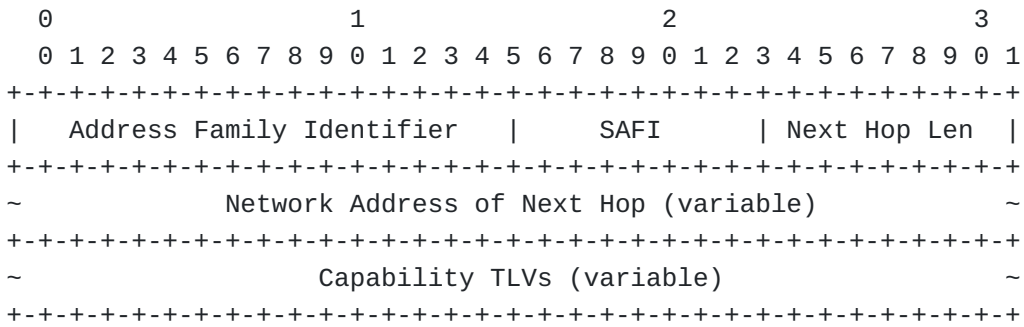 0                   1                   2                   3
0 1 2 3 4 5 6 7 8 9 0 1 2 3 4 5 6 7 8 9 0 1 2 3 4 5 6 7 8 9 0 1
+-+-+-+-+-+-+-+-+-+-+-+-+-+-+-+-+-+-+-+-+-+-+-+-+-+-+-+-+-+-+-+-+
|   Address Family Identifier   |     SAFI      | Next Hop Len  |
+-+-+-+-+-+-+-+-+-+-+-+-+-+-+-+-+-+-+-+-+-+-+-+-+-+-+-+-+-+-+-+-+
~             Network Address of Next Hop (variable)            ~
+-+-+-+-+-+-+-+-+-+-+-+-+-+-+-+-+-+-+-+-+-+-+-+-+-+-+-+-+-+-+-+-+
~                   Capability TLVs (variable)                  ~
+-+-+-+-+-+-+-+-+-+-+-+-+-+-+-+-+-+-+-+-+-+-+-+-+-+-+-+-+-+-+-+-+